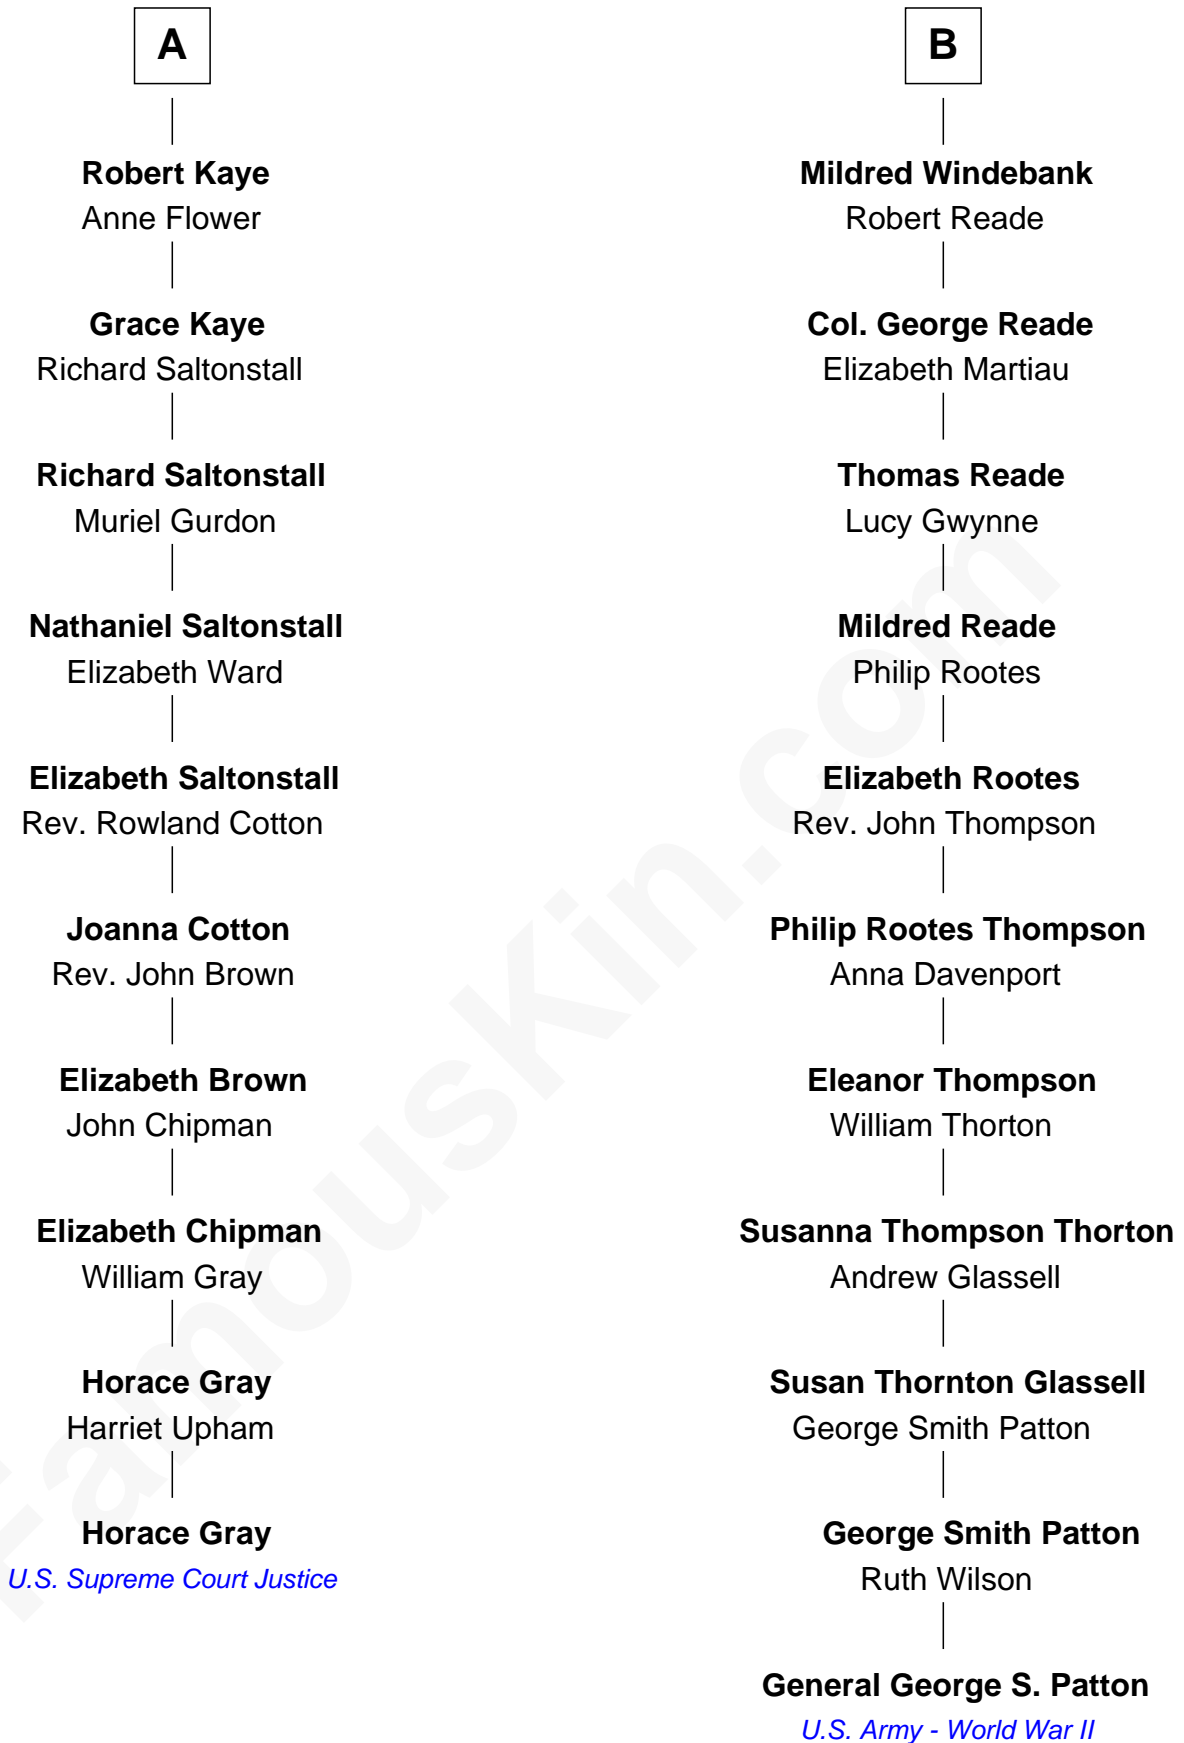 A
Robert Kaye
Anne Flower
Grace Kaye
Richard Saltonstall
Richard Saltonstall
Muriel Gurdon
Nathaniel Saltonstall
Elizabeth Ward
Elizabeth Saltonstall
Rev. Rowland Cotton
Joanna Cotton
Rev. John Brown
Elizabeth Brown
John Chipman
Elizabeth Chipman
William Gray
Horace Gray
Harriet Upham
Horace Gray
U.S. Supreme Court Justice
B
Mildred Windebank
Robert Reade
Col. George Reade
Elizabeth Martiau
Thomas Reade
Lucy Gwynne
Mildred Reade
Philip Rootes
Elizabeth Rootes
Rev. John Thompson
Philip Rootes Thompson
Anna Davenport
Eleanor Thompson
William Thorton
Susanna Thompson Thorton
Andrew Glassell
Susan Thornton Glassell
George Smith Patton
George Smith Patton
Ruth Wilson
General George S. Patton
U.S. Army - World War II
FamousKin.com